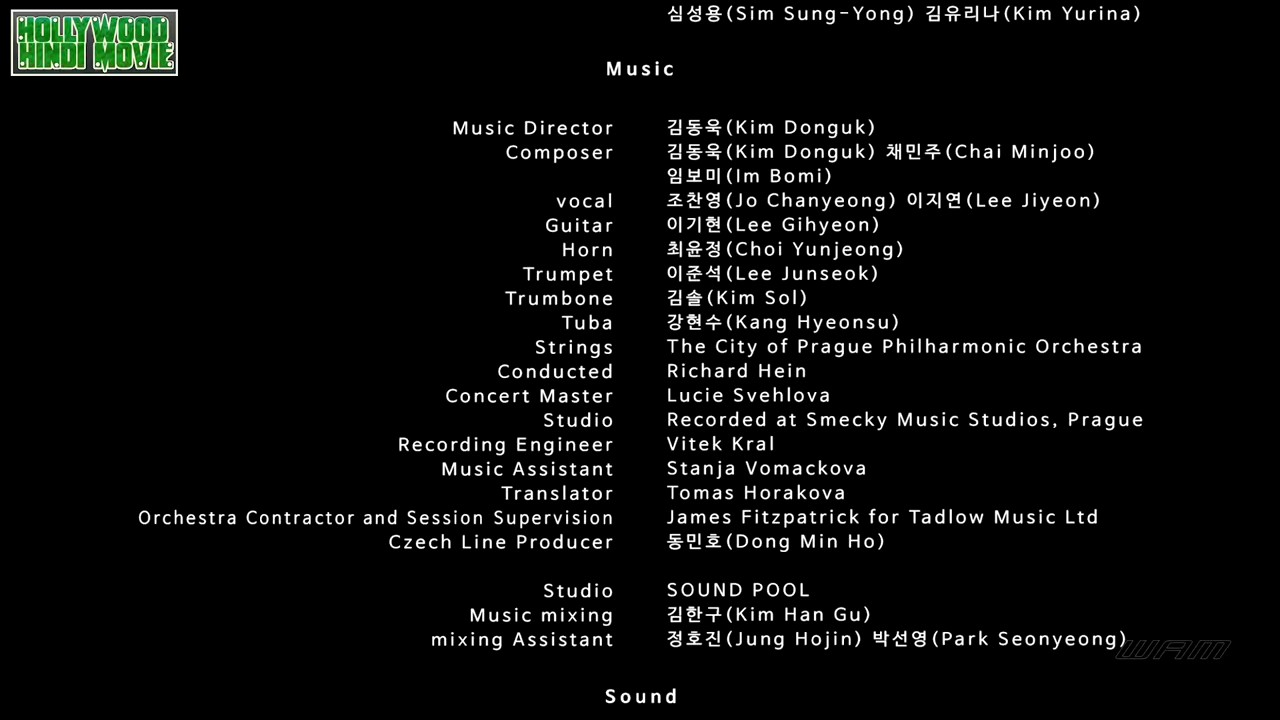 HOLLYWOOD
HINDI MOVIE
심성용(Sim Sung-Yong) 김유리나(Kim Yurina)
Music
Music Director 김동욱(Kim Donguk)
Composer 김동욱(Kim Donguk) 채민주(Chai Minjoo)
임보미(Im Bomi)
vocal 조찬영(Jo Chanyeong) 이지연(Lee Jiyeon)
Guitar 이기현(Lee Gihyeon)
Horn 최윤정(Choi Yunjeong)
Trumpet 이준석(Lee Junseok)
Trumbone 김솔(Kim Sol)
Tuba 강현수(Kang Hyeonsu)
Strings The City of Prague Philharmonic Orchestra
Conducted Richard Hein
Concert Master Lucie Svehlova
Studio Recorded at Smecky Music Studios, Prague
Recording Engineer Vitek Kral
Music Assistant Stanja Vomackova
Translator Tomas Horakova
Orchestra Contractor and Session Supervision James Fitzpatrick for Tadlow Music Ltd
Czech Line Producer 동민호(Dong Min Ho)
Studio SOUND POOL
Music mixing 김한구(Kim Han Gu)
mixing Assistant 정호진(Jung Hojin) 박선영(Park Seonyeong)
WAM
Sound